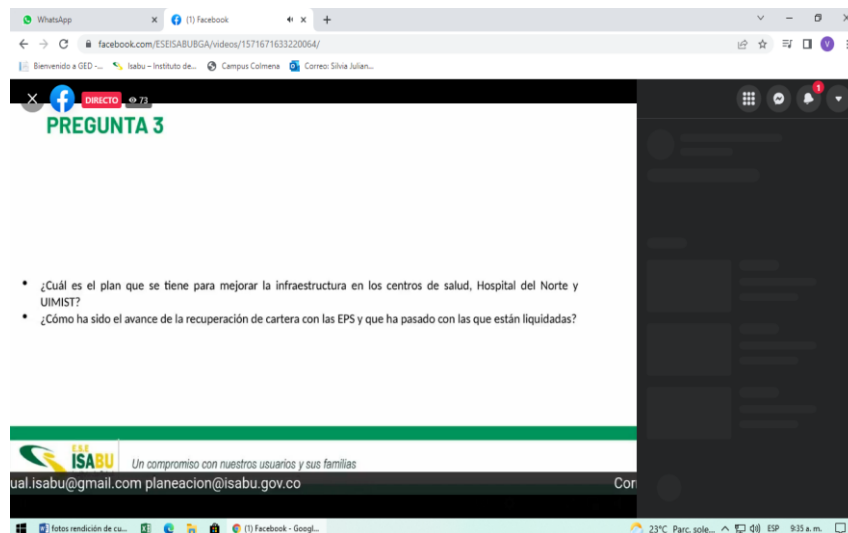 WhatsApp
(1) Facebook
facebook.com/ESEISABUBGA/videos/1571671633220064/
Bienvenido a GED -...
Isabu – Instituto de...
Campus Colmena
Correo: Silvia Julian...
V
DIRECTO
73
1
PREGUNTA 3
• ¿Cuál es el plan que se tiene para mejorar la infraestructura en los centros de salud, Hospital del Norte y
UIMIST?
• ¿Cómo ha sido el avance de la recuperación de cartera con las EPS y que ha pasado con las que están liquidadas?
ESE
ISABU
Un compromiso con nuestros usuarios y sus familias
ual.isabu@gmail.com planeacion@isabu.gov.co
Cor
fotos rendición de cu...
(1) Facebook - Googl...
23°C Parc. sole...
ESP
9:35 a. m.